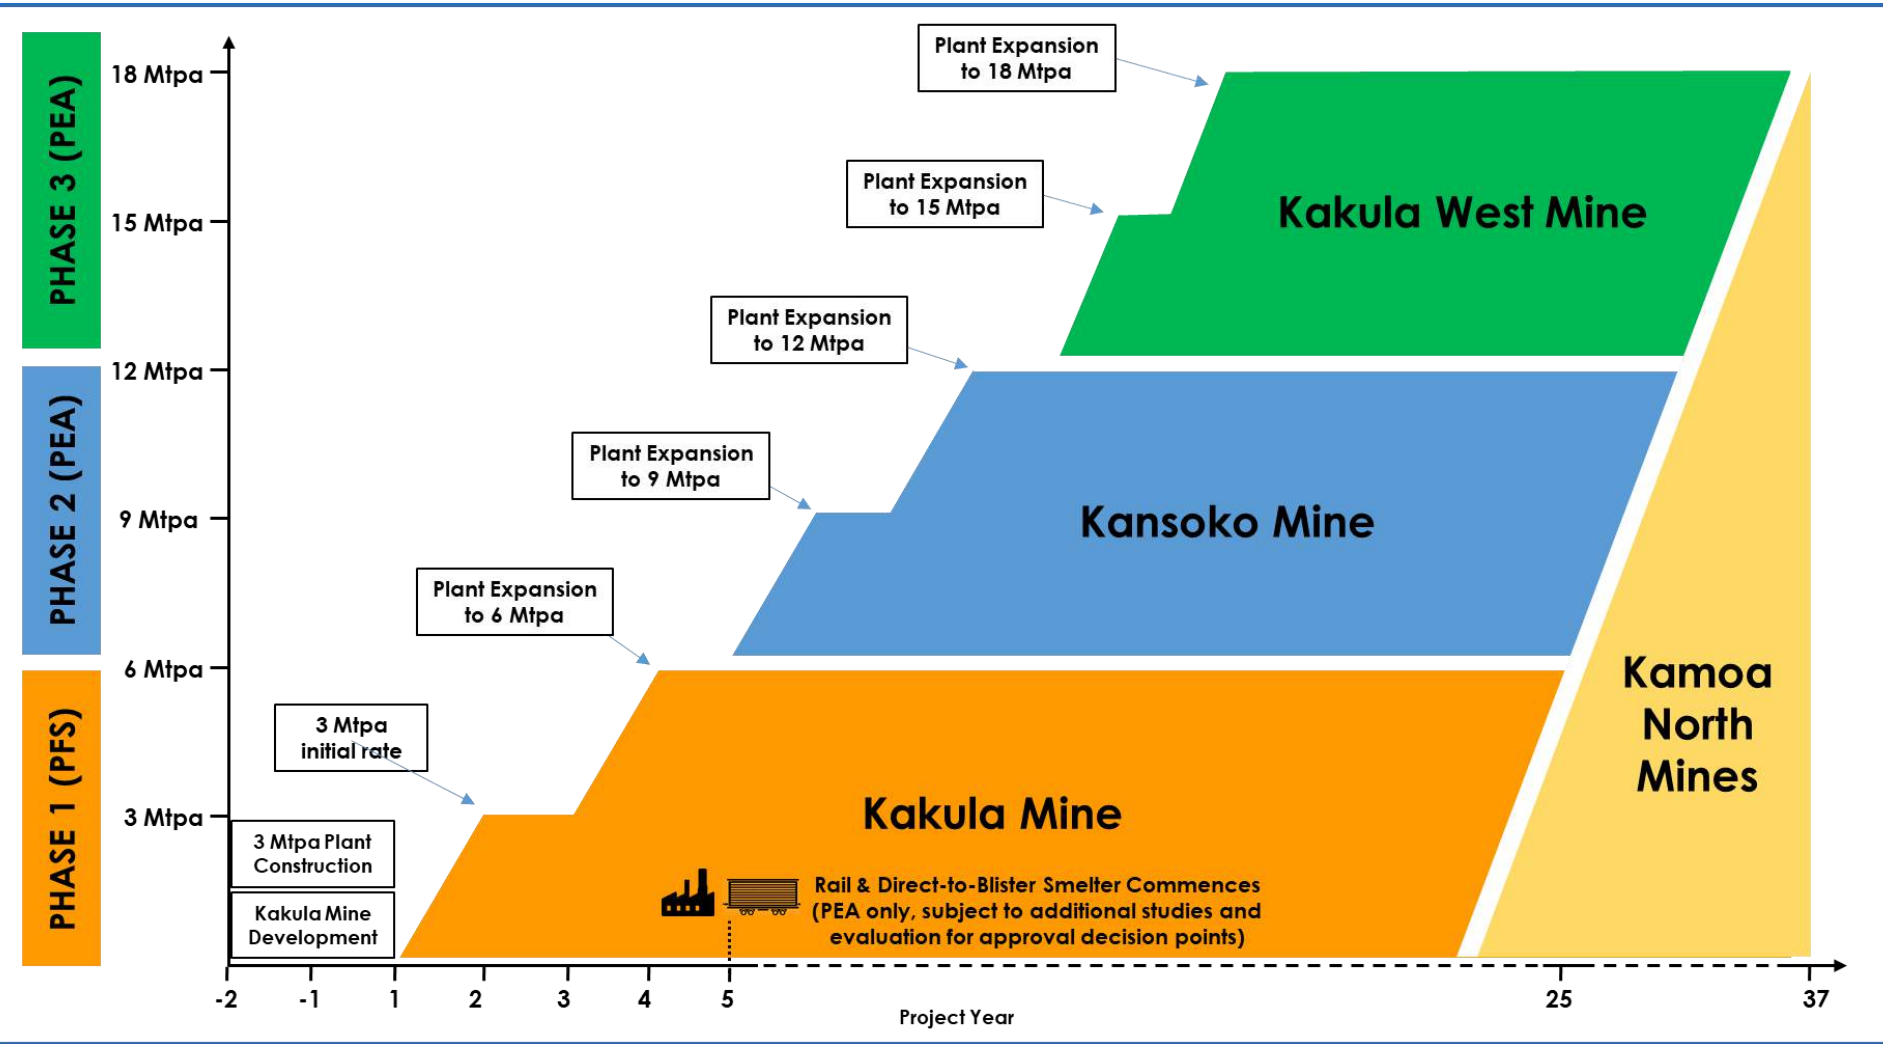 PHASE 3 (PEA)
PHASE 2 (PEA)
PHASE 1 (PFS)
18 Mtpa
15 Mtpa
12 Mtpa
9 Mtpa
6 Mtpa
3 Mtpa
Plant Expansion
to 18 Mtpa
Plant Expansion
to 15 Mtpa
Plant Expansion
to 12 Mtpa
Plant Expansion
to 9 Mtpa
Plant Expansion
to 6 Mtpa
3 Mtpa
initial rate
3 Mtpa Plant
Construction
Kakula Mine
Development
Kakula West Mine
Kansoko Mine
Kakula Mine
Kamoa
North
Mines
Rail & Direct-to-Blister Smelter Commences
(PEA only, subject to additional studies and
evaluation for approval decision points)
-2 -1 1 2 3 4 5 25 37
Project Year